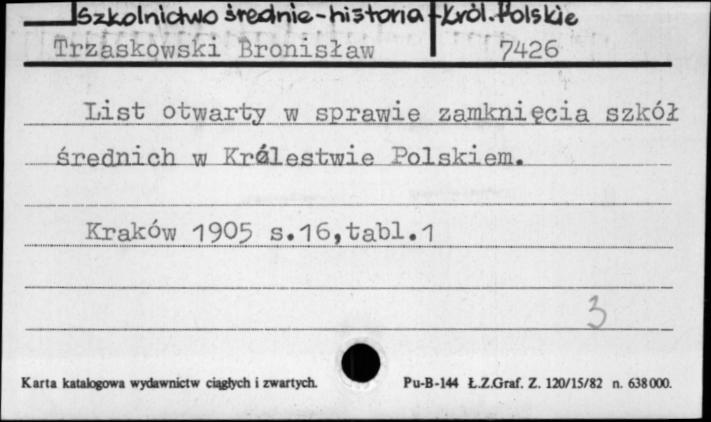 Szkolnictwo średnie - historia - Król. Polskie
Trzaskowski Bronisław 7426
List otwarty w sprawie zamknięcia szkół
średnich w Królestwie Polskiem.
Kraków 1905 s.16,tabl.1
3
Karta katalogowa wydawnictw ciągłych i zwartych. Pu-B-144 Ł.Z.Graf. Z. 120/15/82 n. 638000.